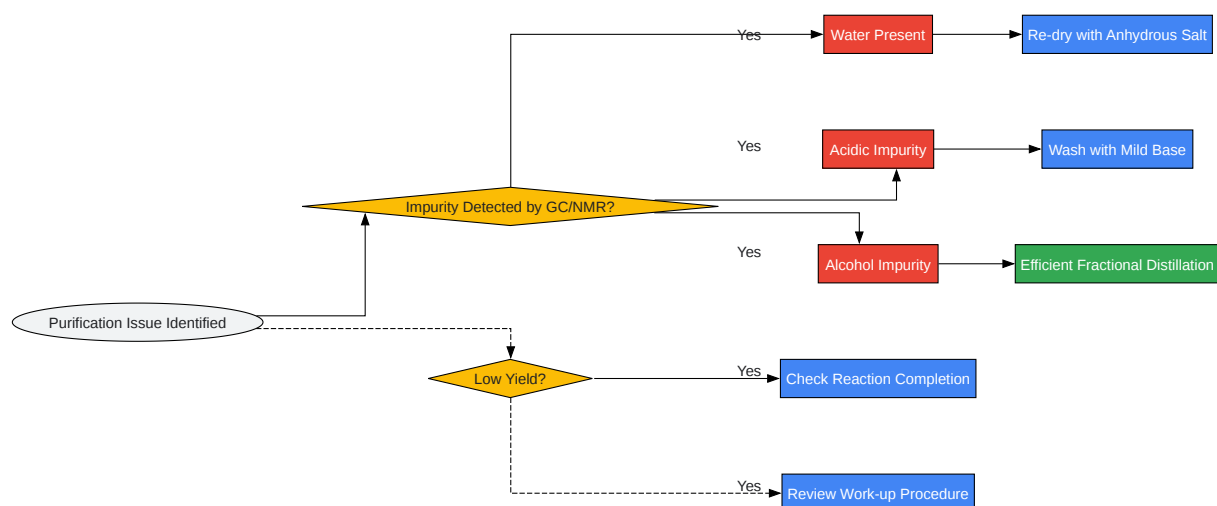 Yes
Water Present
Re-dry with Anhydrous Salt
Yes
Acidic Impurity
Wash with Mild Base
Impurity Detected by GC/NMR?
Yes
Alcohol Impurity
Efficient Fractional Distillation
Purification Issue Identified
Low Yield?
Yes
Check Reaction Completion
Yes
Review Work-up Procedure